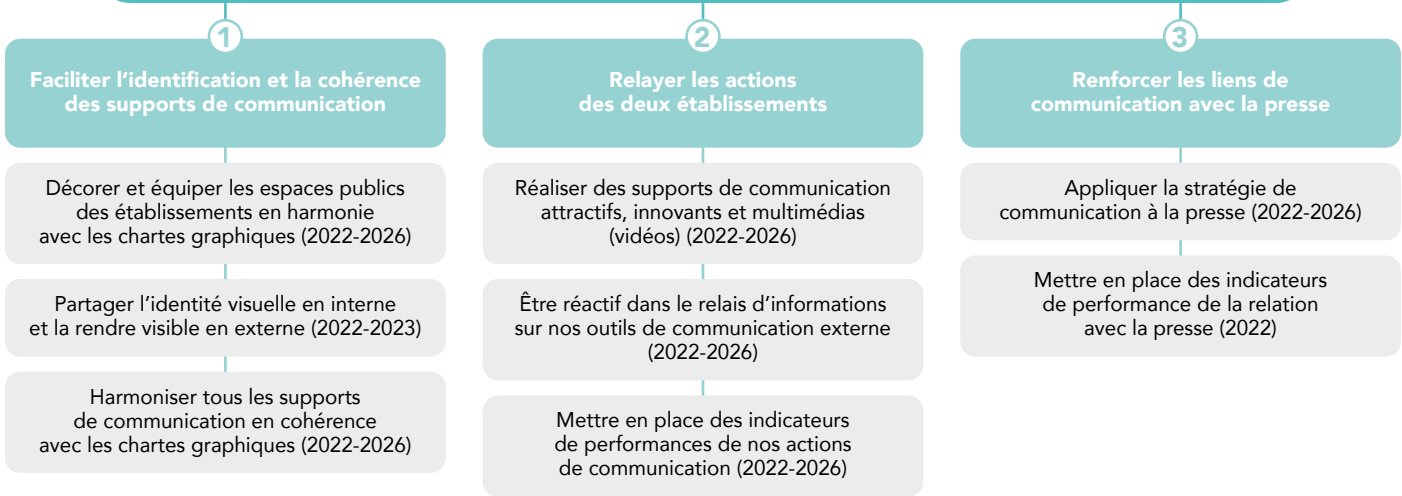 1
Faciliter l’identification et la cohérence
des supports de communication
Décorer et équiper les espaces publics
des établissements en harmonie
avec les chartes graphiques (2022-2026)
Partager l’identité visuelle en interne
et la rendre visible en externe (2022-2023)
Harmoniser tous les supports
de communication en cohérence
avec les chartes graphiques (2022-2026)
2
Relayer les actions
des deux établissements
Réaliser des supports de communication
attractifs, innovants et multimédias
(vidéos) (2022-2026)
Être réactif dans le relais d’informations
sur nos outils de communication externe
(2022-2026)
Mettre en place des indicateurs
de performances de nos actions
de communication (2022-2026)
3
Renforcer les liens de
communication avec la presse
Appliquer la stratégie de
communication à la presse (2022-2026)
Mettre en place des indicateurs
de performance de la relation
avec la presse (2022)